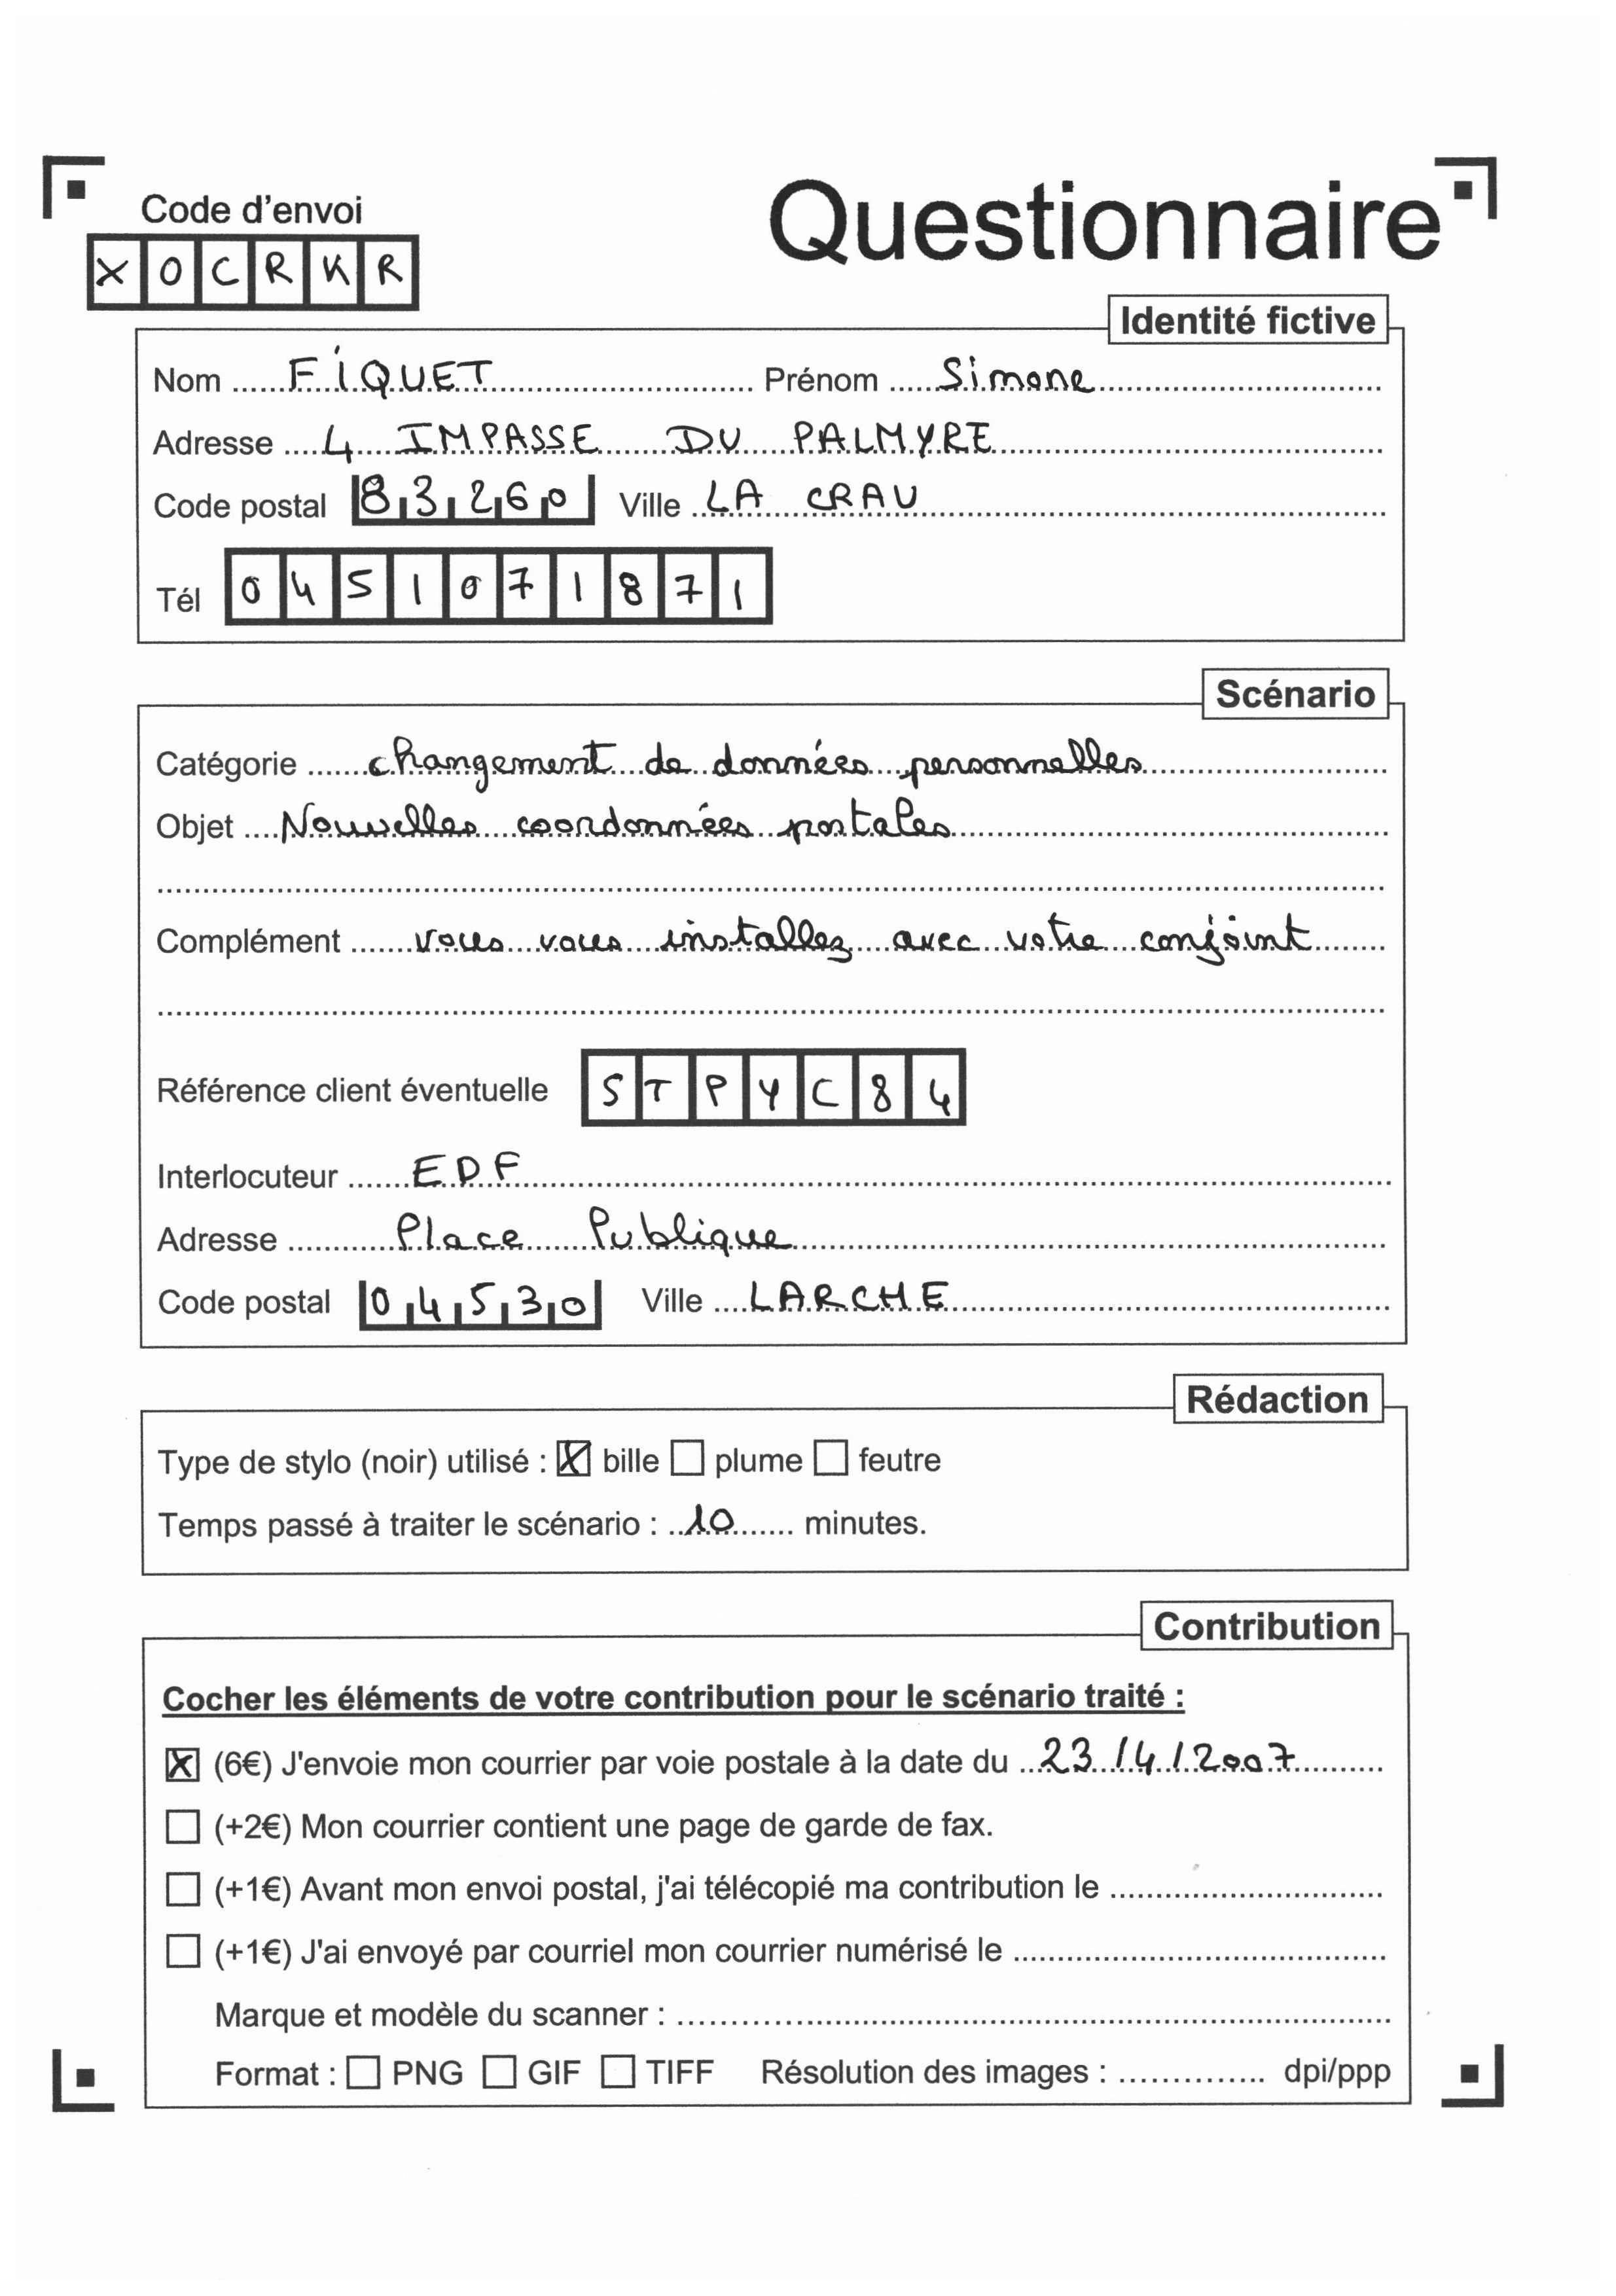 Code d'envoi
Questionnaire
XOCRKR
Identité fictive
Nom ...... FIQUET ...... Prénom ...... Simone ......
Adresse ..... 4 IMPASSE DU PALMYRE ......
Code postal 83260 Ville LA CRAU ......
Tél 0451071871
Scénario
Catégorie ...... changement de données personnelles ......
Objet .... Nouvelles coordonnées postales ......
Complément ...... vous vous installez avec votre conjoint ......
Référence client éventuelle STPYC84
Interlocuteur ...... EDF ......
Adresse ...... Place Publique ......
Code postal 04530 Ville .... LARCHE ......
Rédaction
Type de stylo (noir) utilisé : ☒ bille ☐ plume ☐ feutre
Temps passé à traiter le scénario : ..10...... minutes.
Contribution
Cocher les éléments de votre contribution pour le scénario traité :
☒ (6€) J'envoie mon courrier par voie postale à la date du ...23/4/2007......
☐ (+2€) Mon courrier contient une page de garde de fax.
☐ (+1€) Avant mon envoi postal, j'ai télécopié ma contribution le ......
☐ (+1€) J'ai envoyé par courriel mon courrier numérisé le ......
Marque et modèle du scanner : ......
Format : ☐ PNG ☐ GIF ☐ TIFF Résolution des images : ...... dpi/ppp